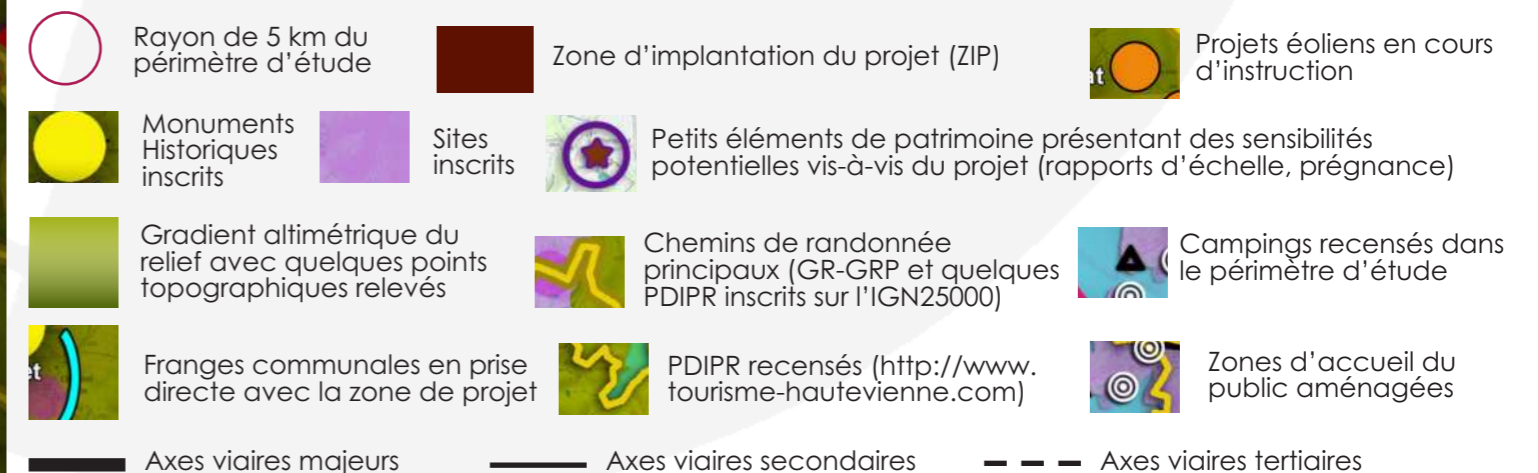 Rayon de 5 km du
périmètre d'étude
Zone d'implantation du projet (ZIP)
Projets éoliens en cours
d'instruction
Monuments
Historiques
inscrits
Sites
inscrits
Petits éléments de patrimoine présentant des sensibilités
potentielles vis-à-vis du projet (rapports d'échelle, prégnance)
Gradient altimétrique du
relief avec quelques points
topographiques relevés
Chemins de randonnée
principaux (GR-GRP et quelques
PDIPR inscrits sur l'IGN25000)
Campings recensés dans
le périmètre d'étude
Franges communales en prise
directe avec la zone de projet
PDIPR recensés (http://www.
tourisme-hautevienne.com)
Zones d'accueil du
public aménagées
Axes viaires majeurs
Axes viaires secondaires
Axes viaires tertiaires